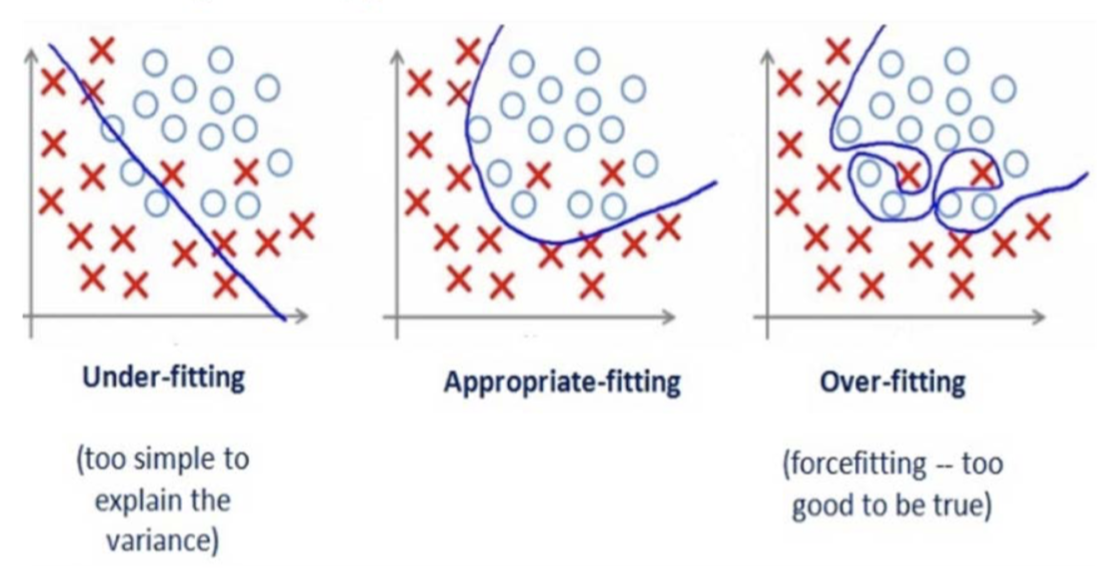 Under-fitting
Appropriate-fitting
Over-fitting
(too simple to
explain the
variance)
(forcefitting -- too
good to be true)